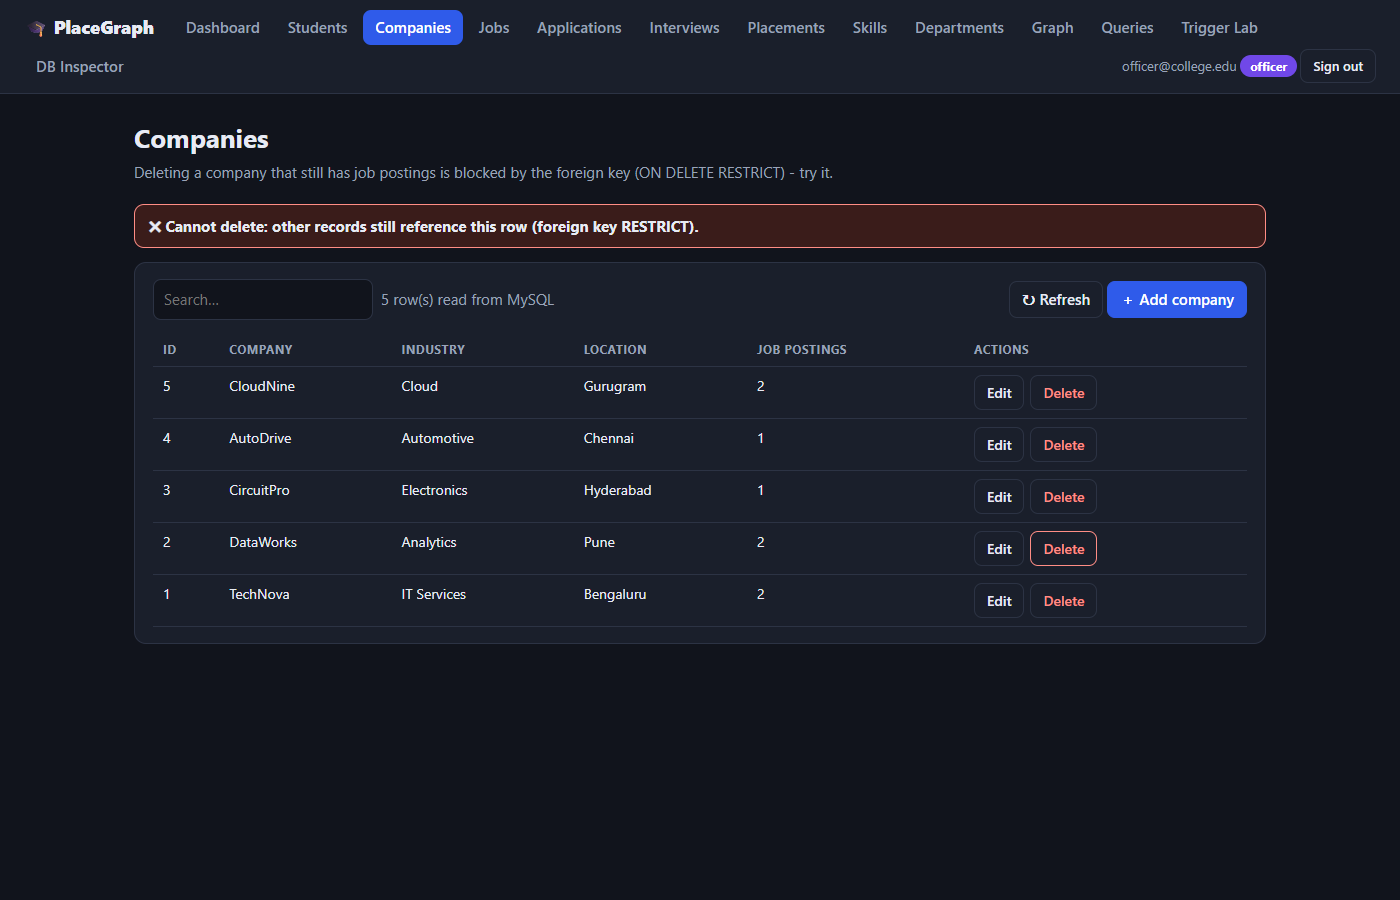 PlaceGraph Dashboard Students Companies Jobs Applications Interviews Placements Skills Departments Graph Queries Trigger Lab
DB Inspector officer@college.edu officer Sign out
Companies
Deleting a company that still has job postings is blocked by the foreign key (ON DELETE RESTRICT) - try it.
❌ Cannot delete: other records still reference this row (foreign key RESTRICT).
Search... 5 row(s) read from MySQL ↻ Refresh + Add company
ID COMPANY INDUSTRY LOCATION JOB POSTINGS ACTIONS
5 CloudNine Cloud Gurugram 2 Edit Delete
4 AutoDrive Automotive Chennai 1 Edit Delete
3 CircuitPro Electronics Hyderabad 1 Edit Delete
2 DataWorks Analytics Pune 2 Edit Delete
1 TechNova IT Services Bengaluru 2 Edit Delete